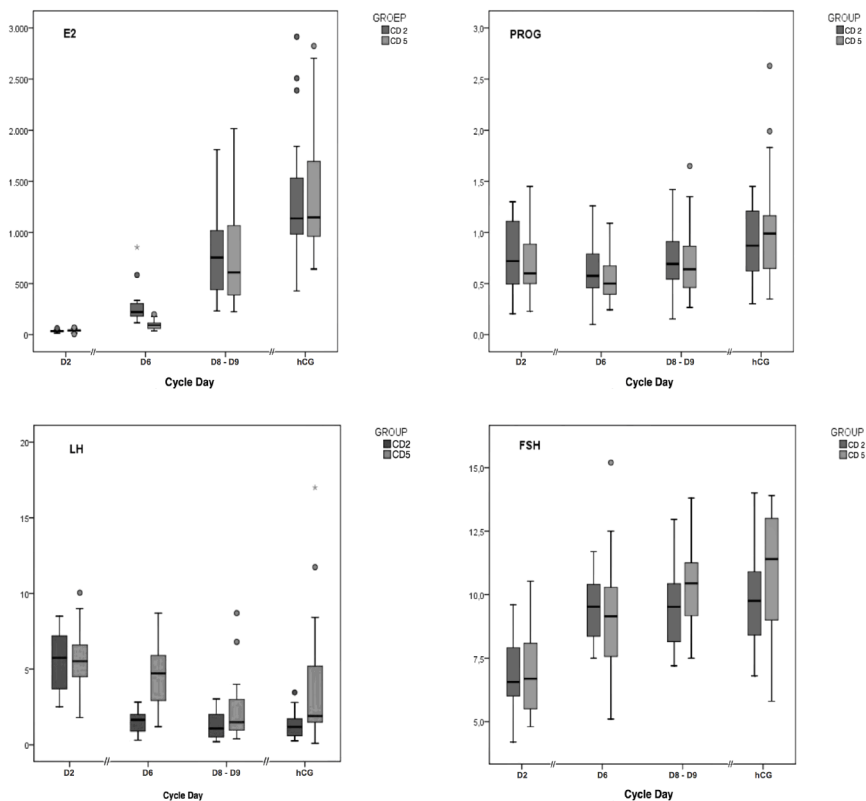 E2
GROEP
CD 2
CD 5
3.000
2.500
2.000
1.500
1.000
500
0
D2
D6
D8 - D9
hCG
Cycle Day
PROG
GROUP
CD 2
CD 5
3,0
2,5
2,0
1,5
1,0
0,5
0,0
D2
D6
D8 - D9
hCG
Cycle Day
LH
GROUP
CD2
CD5
20
15
10
5
0
D2
D6
D8 - D9
hCG
Cycle Day
FSH
GROUP
CD 2
CD 5
15,0
12,5
10,0
7,5
5,0
D2
D6
D8 - D9
hCG
Cycle Day